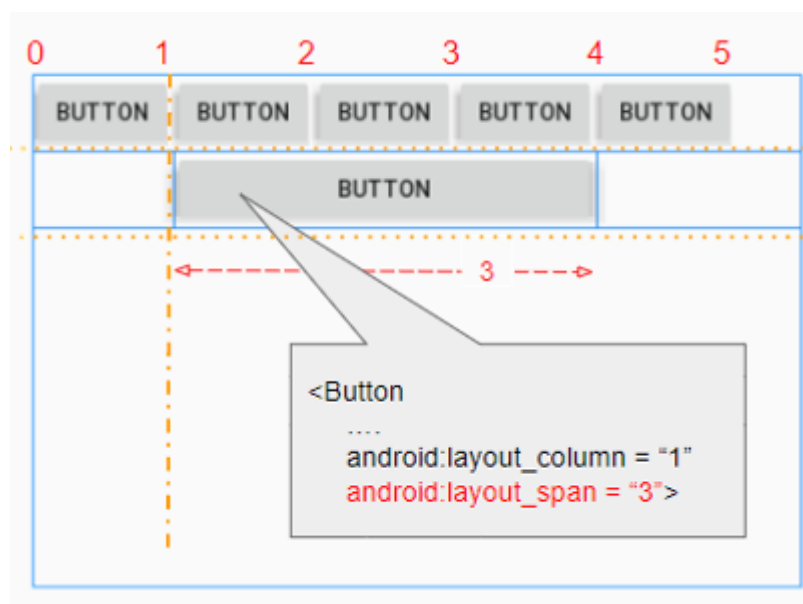 0 1 2 3 4 5
BUTTON BUTTON BUTTON BUTTON BUTTON
BUTTON
3
<Button
....
android:layout_column = “1”
android:layout_span = “3”>